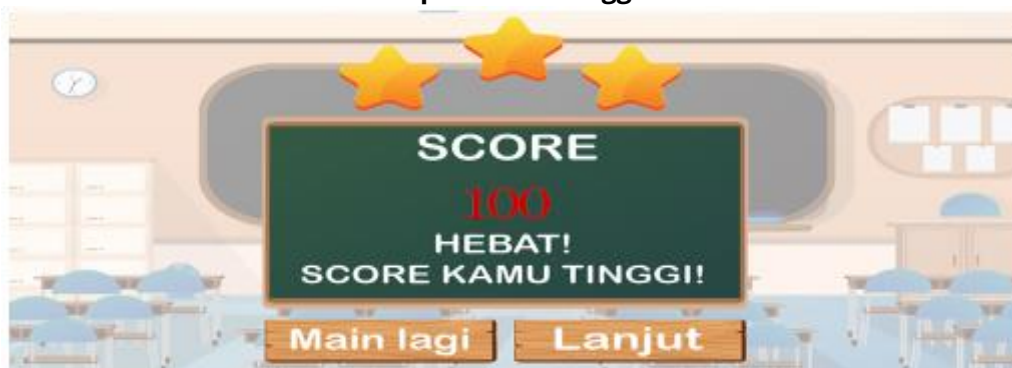 SCORE
100
HEBAT!
SCORE KAMU TINGGI!
Main lagi
Lanjut